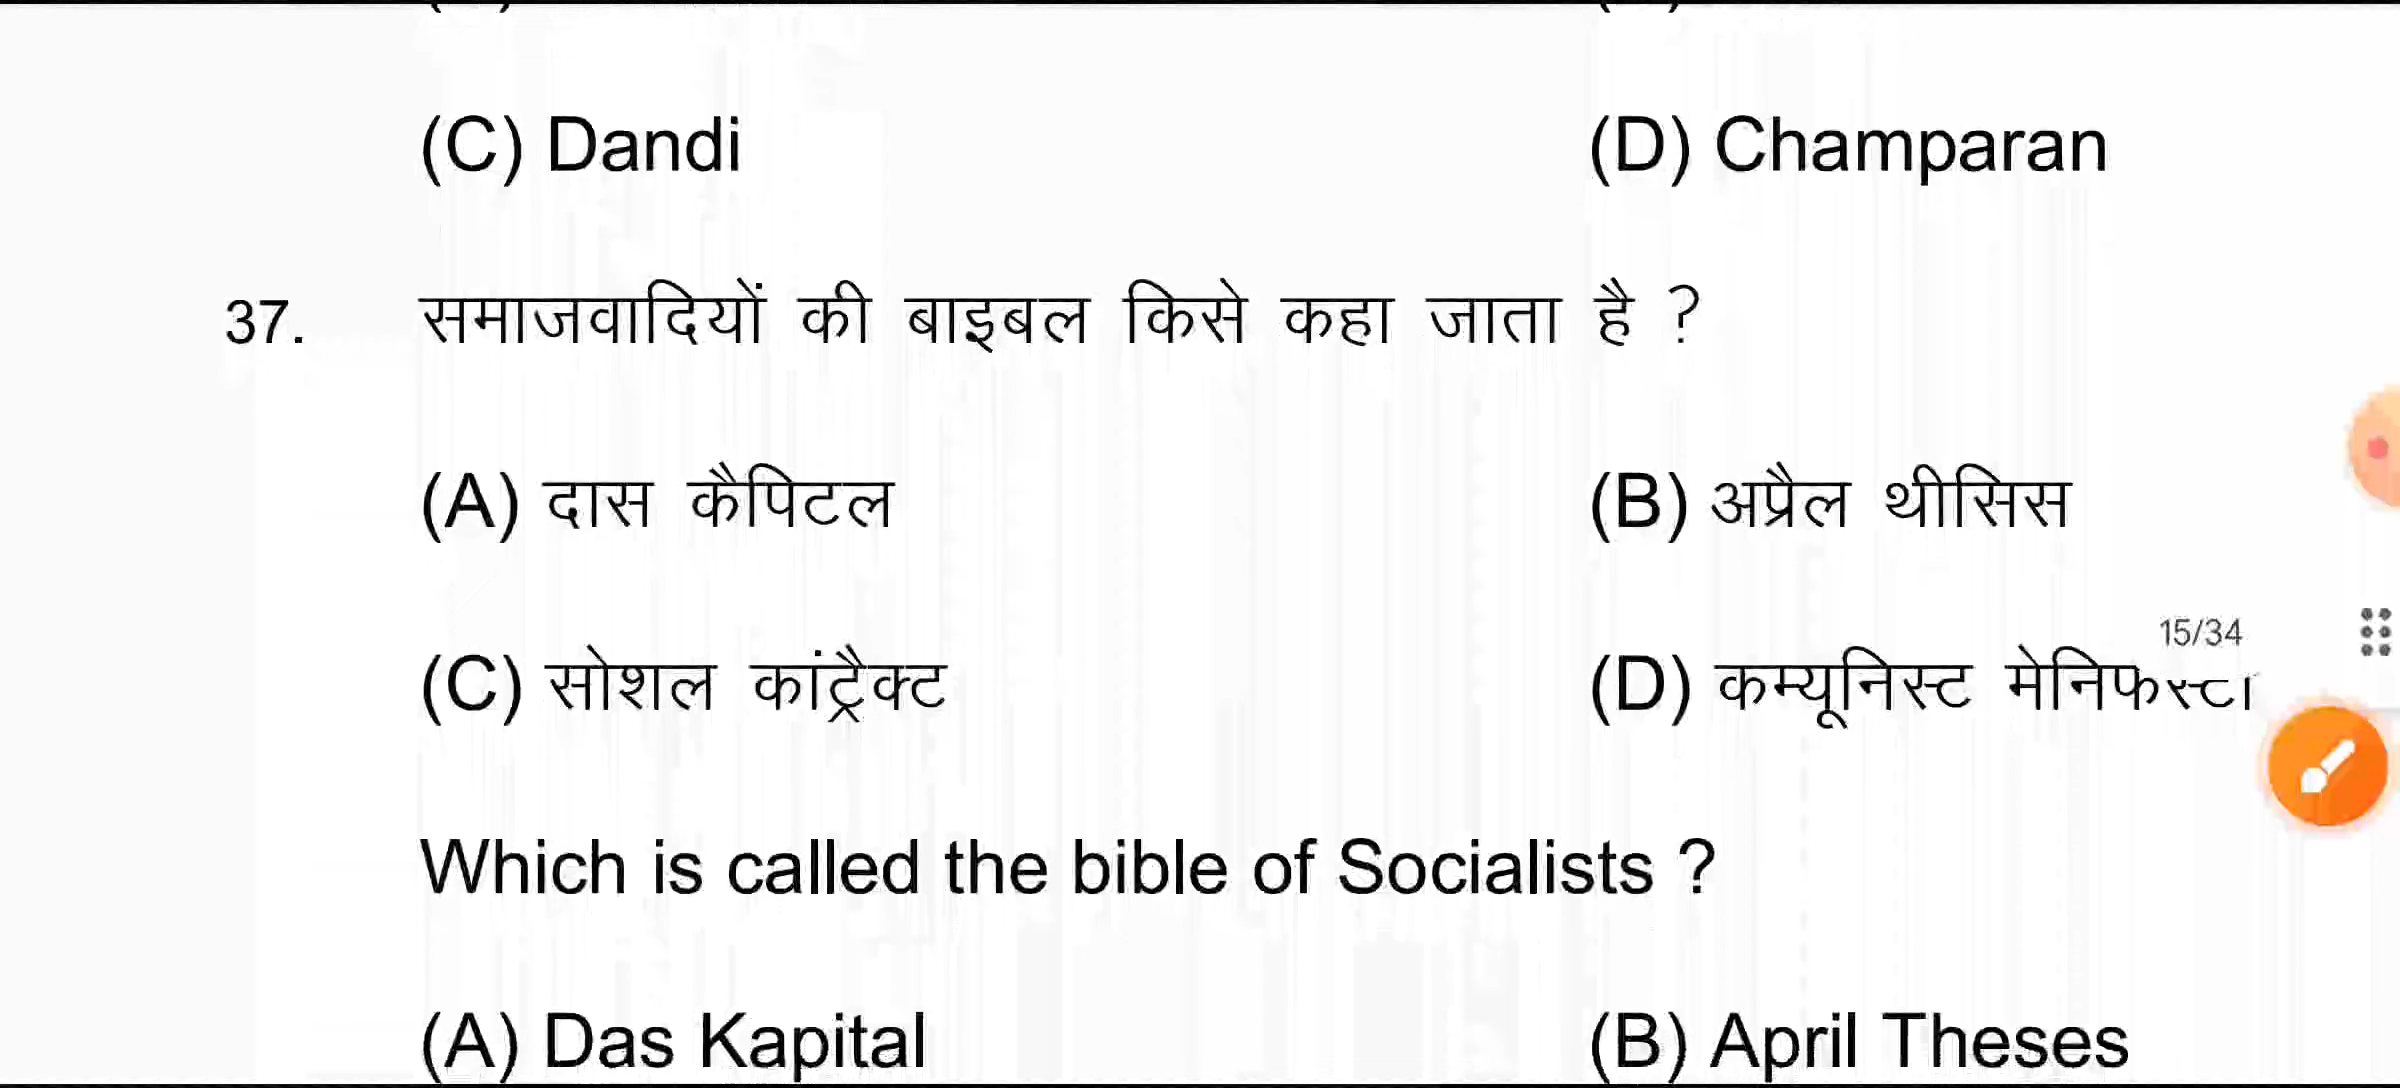 (C) Dandi (D) Champaran
37. समाजवादियों की बाइबल किसे कहा जाता है ?
(A) दास कैपिटल (B) अप्रैल थीसिस
15/34
(C) सोशल कांट्रैक्ट (D) कम्यूनिस्ट
Which is called the bible of Socialists ?
(A) Das Kapital (B) April Theses